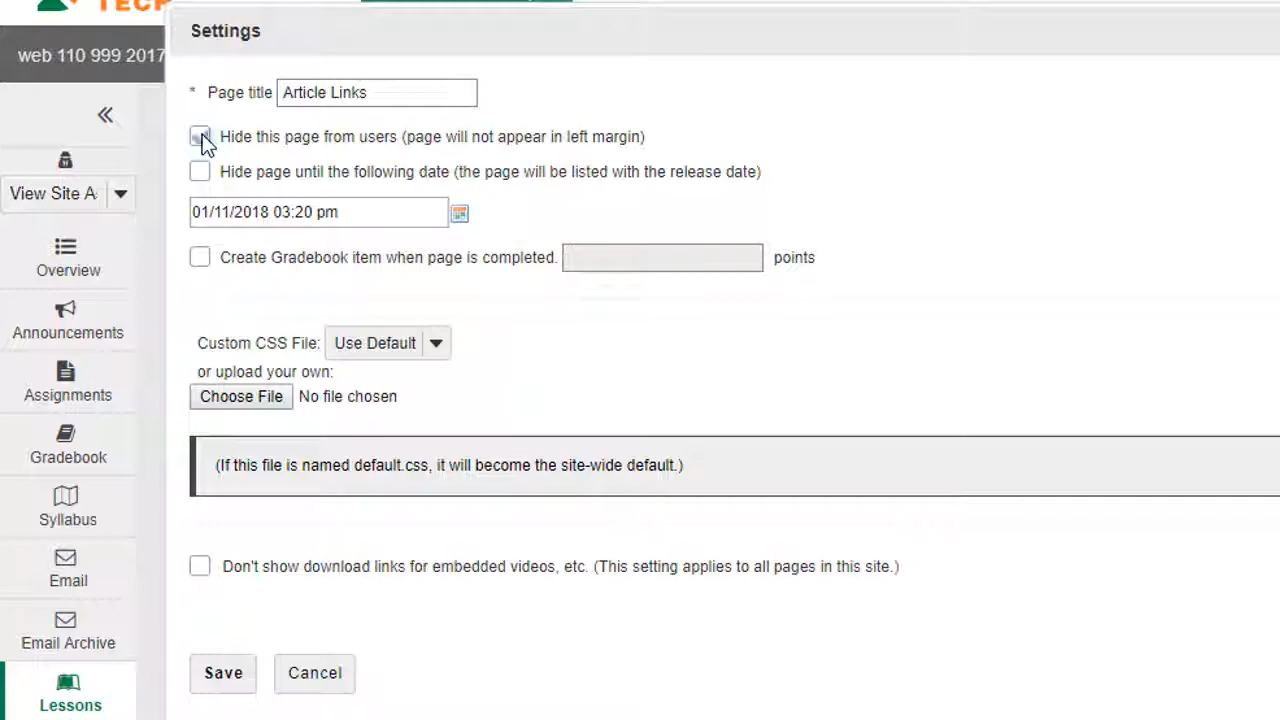 TECH
Settings
web 110 999 2017
* Page title Article Links
Hide this page from users (page will not appear in left margin)
Hide page until the following date (the page will be listed with the release date)
View Site A
01/11/2018 03:20 pm
Overview
Create Gradebook item when page is completed. points
Announcements
Custom CSS File: Use Default
or upload your own:
Assignments
Choose File No file chosen
Gradebook
(If this file is named default.css, it will become the site-wide default.)
Syllabus
Email
Don't show download links for embedded videos, etc. (This setting applies to all pages in this site.)
Email Archive
Save Cancel
Lessons